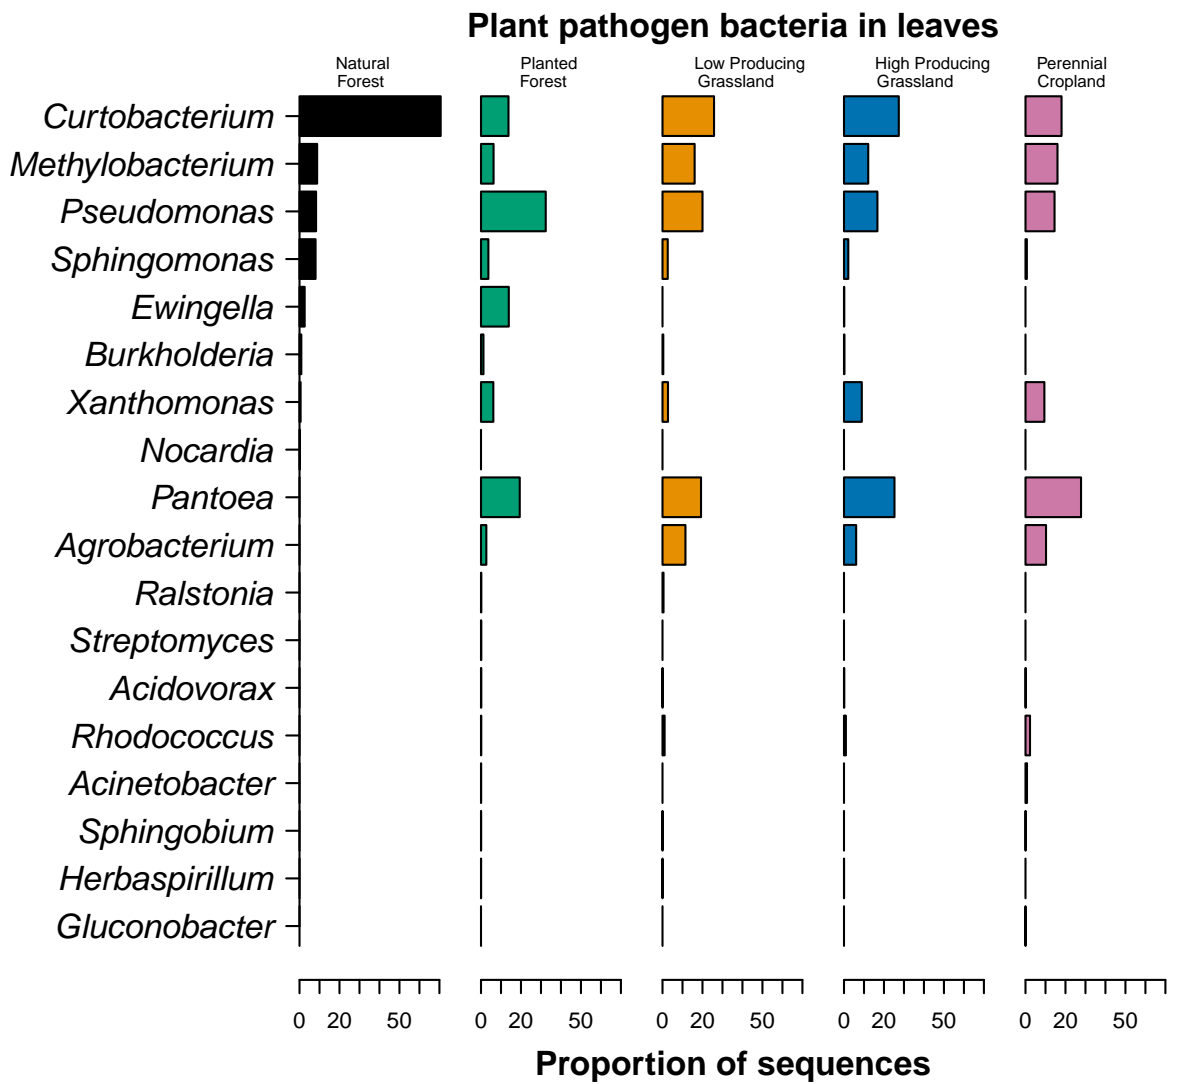 Plant pathogen bacteria in leaves
Natural
Forest
Planted
Forest
Low Producing
Grassland
High Producing
Grassland
Perennial
Cropland
Curtobacterium
Methylobacterium
Pseudomonas
Sphingomonas
Ewingella
Burkholderia
Xanthomonas
Nocardia
Pantoea
Agrobacterium
Ralstonia
Streptomyces
Acidovorax
Rhodococcus
Acinetobacter
Sphingobium
Herbaspirillum
Gluconobacter
0 20 50 0 20 50 0 20 50 0 20 50 0 20 50
Proportion of sequences